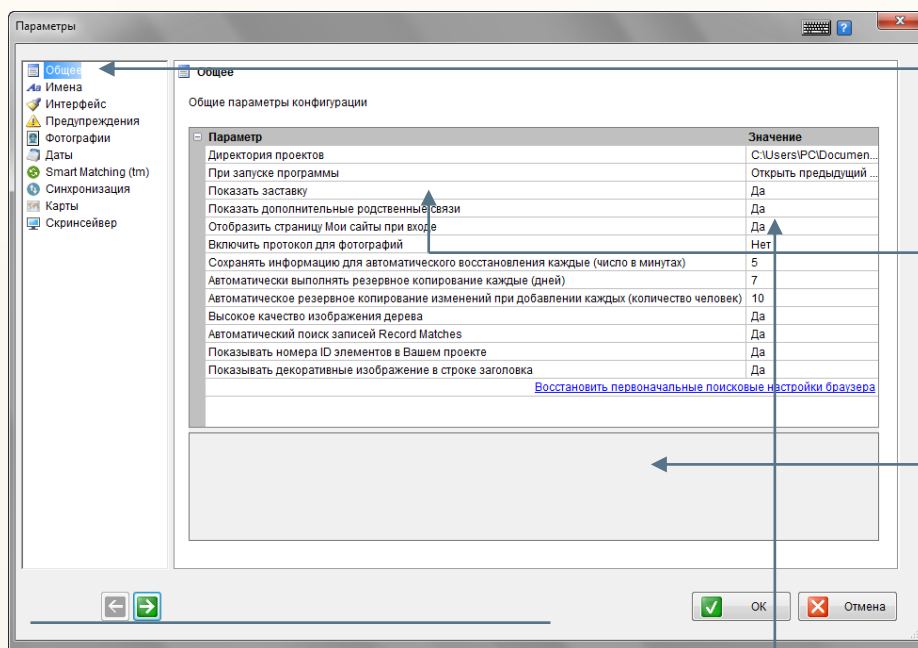 Параметры
Общее
Имена
Интерфейс
Предупреждения
Фотографии
Даты
Smart Matching (tm)
Синхронизация
Карты
Скринсейвер
Общее
Общие параметры конфигурации
Параметр Значение
Директория проектов C:\Users\PC\Documen...
При запуске программы Открыть предыдущий ...
Показать заставку Да
Показать дополнительные родственные связи Да
Отобразить страницу Мои сайты при входе Да
Включить протокол для фотографий Нет
Сохранять информацию для автоматического восстановления каждые (число в минутах) 5
Автоматически выполнять резервное копирование каждые (дней) 7
Автоматическое резервное копирование изменений при добавлении каждых (количество человек) 10
Высокое качество изображения дерева Да
Автоматический поиск записей Record Matches Да
Показывать номера ID элементов в Вашем проекте Да
Показывать декоративные изображение в строке заголовка Да
Восстановить первоначальные поисковые настройки браузера
OK Отмена